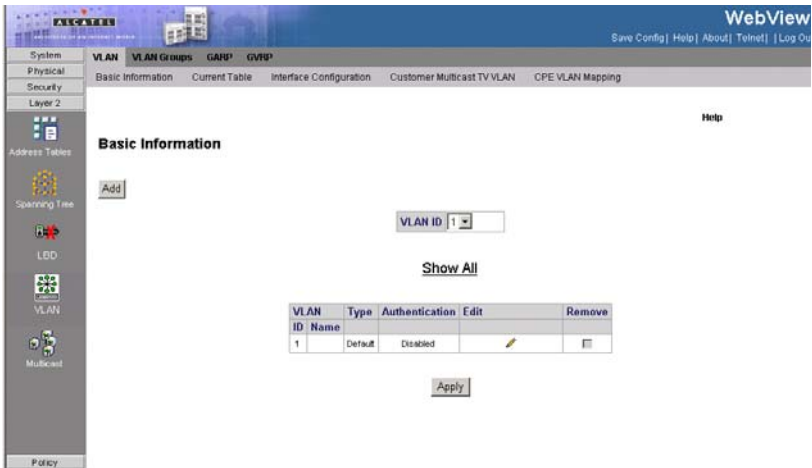 ALCATEL
WebView
Save Config| Help| About| Telnet| |Log Ou
System
Physical
Security
Layer 2
Address Tables
Spanning Tree
LBD
VLAN
Multicast
Policy
VLAN VLAN Groups GARP GVRP
Basic Information Current Table Interface Configuration Customer Multicast TV VLAN CPE VLAN Mapping
Help
Basic Information
Add
VLAN ID 1
Show All
VLAN Type Authentication Edit Remove
ID Name
1 Default Disabled
Apply